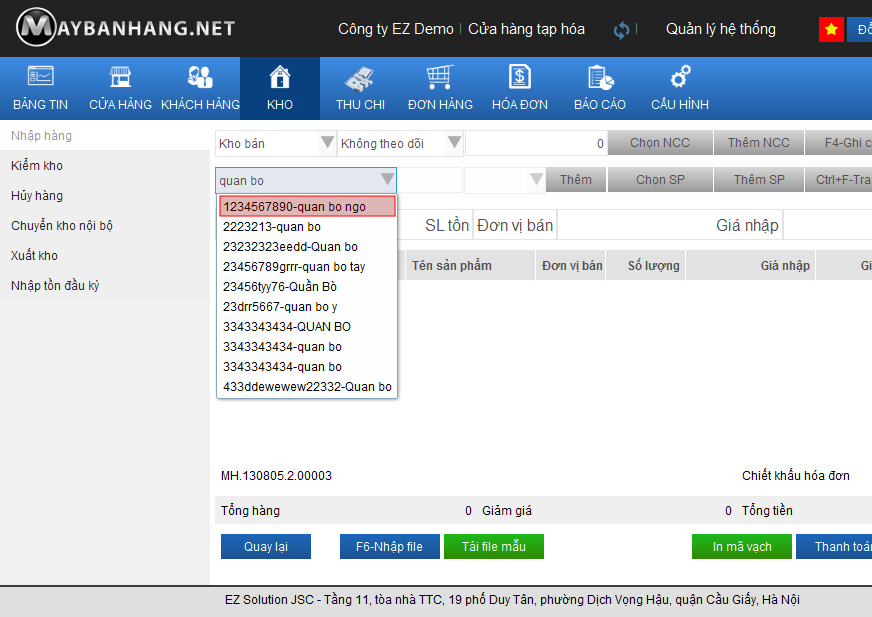 MAYBANHANG.NET
Công ty EZ Demo | Cửa hàng tạp hóa | Quản lý hệ thống
BẢNG TIN CỬA HÀNG KHÁCH HÀNG KHO THU CHI ĐƠN HÀNG HÓA ĐƠN BÁO CÁO CẤU HÌNH
Nhập hàng
Kiểm kho
Hủy hàng
Chuyển kho nội bộ
Xuất kho
Nhập tồn đầu kỳ
Kho bán Không theo dõi 0 Chọn NCC Thêm NCC F4-Ghi
quan bo Thêm Chọn SP Thêm SP
1234567890-quan bo ngo
2223213-quan bo
23232323eedd-Quan bo
23456789grrr-quan bo tay
23456tyy76-Quần Bò
23drr5667-quan bo y
3343343434-QUAN BO
3343343434-quan bo
3343343434-quan bo
433ddewewew22332-Quan bo
SL tồn Đơn vị bán Giá nhập
Tên sản phẩm Đơn vị bán Số lượng Giá nhập
MH.130805.2.00003 Chiết khấu hóa đơn
Tổng hàng 0 Giảm giá 0 Tổng tiền
Quay lại F6-Nhập file Tải file mẫu In mã vạch Thanh toán
EZ Solution JSC - Tầng 11, tòa nhà TTC, 19 phố Duy Tân, phường Dịch Vọng Hậu, quận Cầu Giấy, Hà Nội